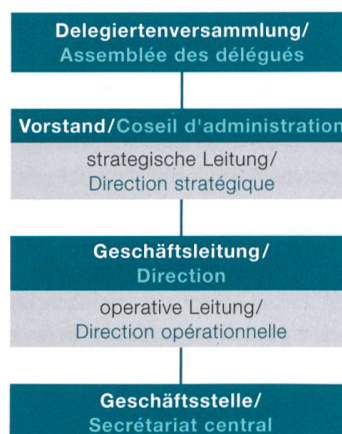 Delegiertenversammlung/
Assemblée des délégués
Vorstand/Coseil d'administration
strategische Leitung/
Direction stratégique
Geschäftsleitung/
Direction
operative Leitung/
Direction opérationnelle
Geschäftsstelle/
Secrétariat central